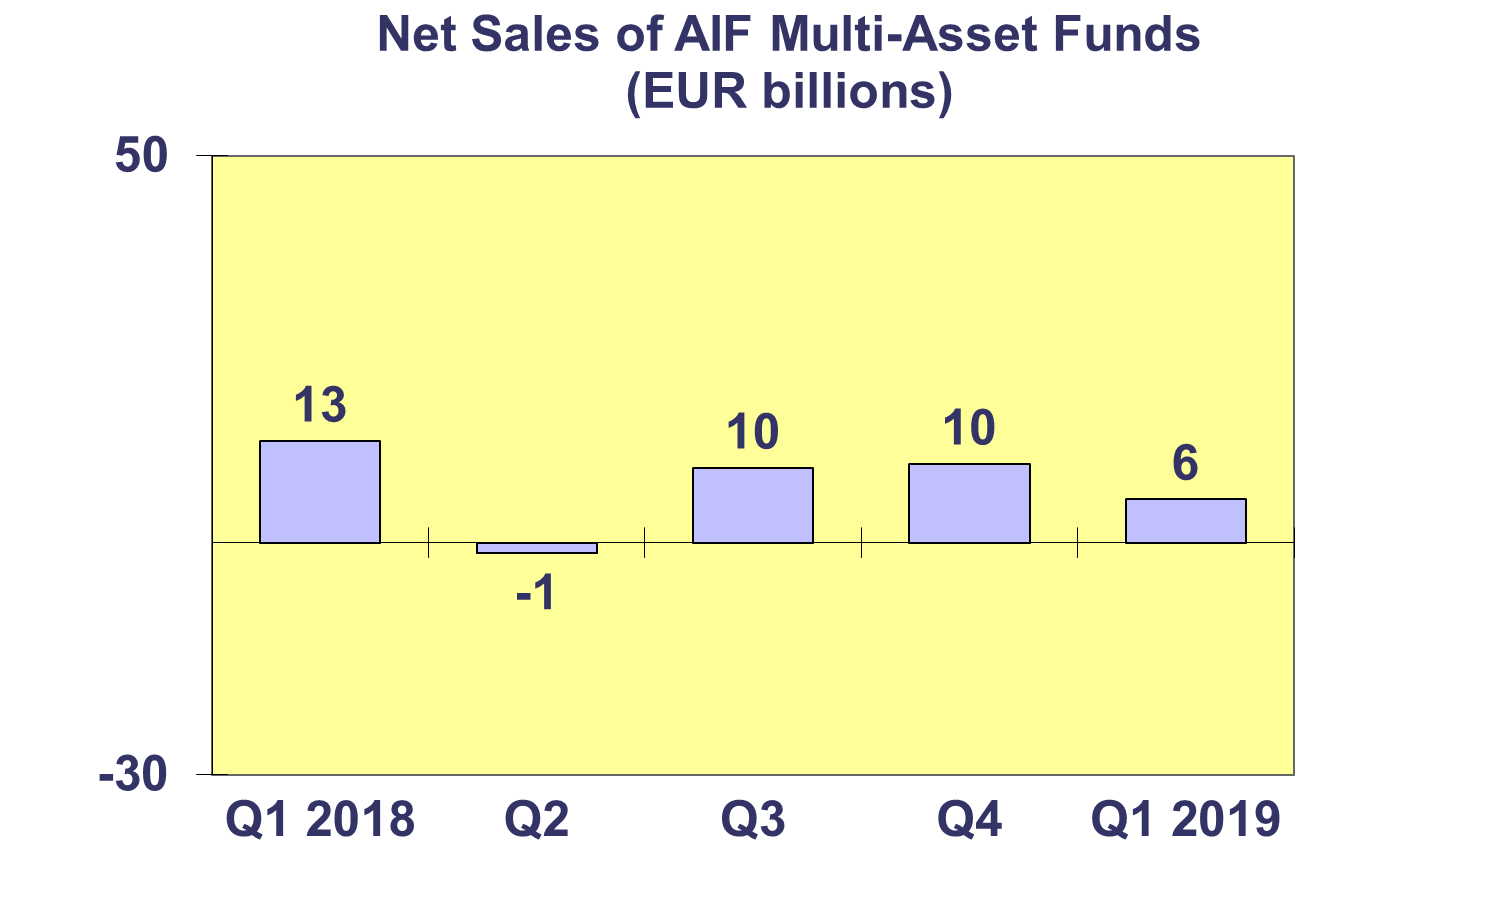 Net Sales of AIF Multi-Asset Funds
(EUR billions)
50
13
10
10
6
-1
-30
Q1 2018 Q2 Q3 Q4 Q1 2019